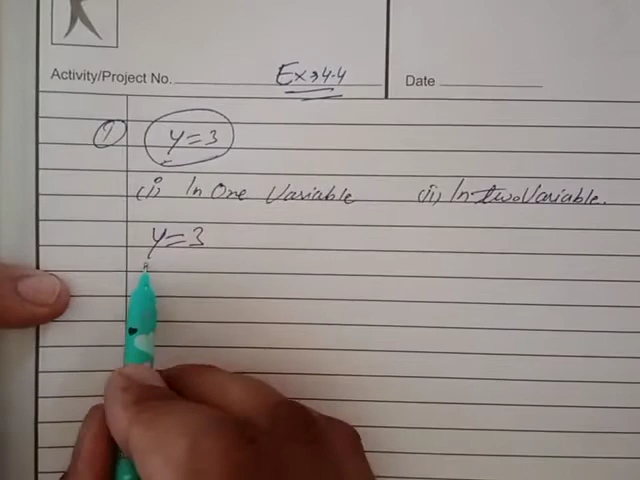 Activity/Project No. Ex→4.4 Date
1 y=3
(i) In One Variable (ii) In two Variable.
y=3